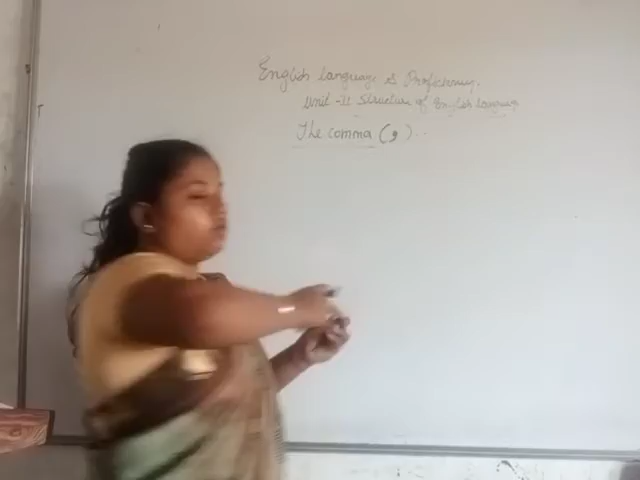 English Language & Proficiency.
Unit - II Structure of English Language
The comma (,) ..